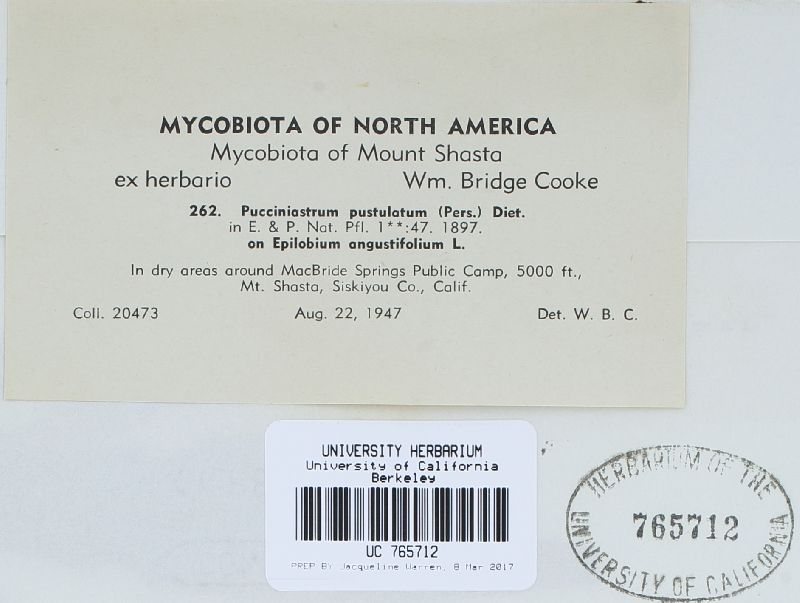 MYCOBIOTA OF NORTH AMERICA
Mycobiota of Mount Shasta
ex herbario Wm. Bridge Cooke
262. Pucciniastrum pustulatum (Pers.) Diet.
in E. & P. Nat. Pfl. 1**:47. 1897.
on Epilobium angustifolium L.
In dry areas around MacBride Springs Public Camp, 5000 ft.,
Mt. Shasta, Siskiyou Co., Calif.
Coll. 20473 Aug. 22, 1947 Det. W. B. C.
UNIVERSITY HERBARIUM
University of California
Berkeley
UC 765712
PREP BY Jacqueline Warren, 8 Mar 2017
HERBARIUM OF THE
765712
UNIVERSITY OF CALIFORNIA